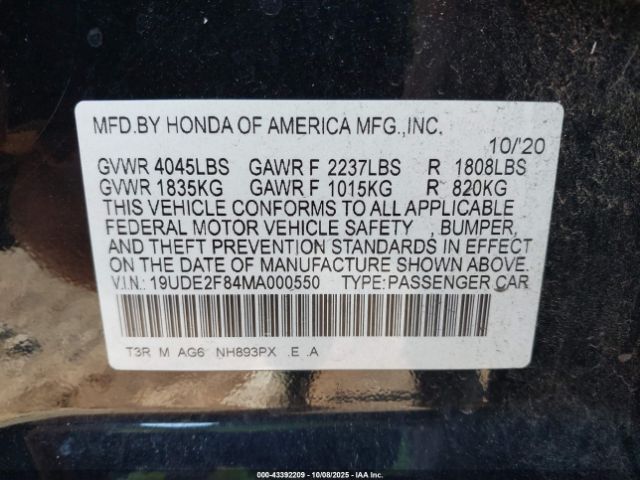 MFD.BY HONDA OF AMERICA MFG.,INC.
10/'20
GVWR 4045LBS GAWR F 2237LBS R 1808LBS
GVWR 1835KG GAWR F 1015KG R 820KG
THIS VEHICLE CONFORMS TO ALL APPLICABLE
FEDERAL MOTOR VEHICLE SAFETY , BUMPER,
AND THEFT PREVENTION STANDARDS IN EFFECT
ON THE DATE OF MANUFACTURE SHOWN ABOVE.
V.I.N.: 19UDE2F84MA000550 TYPE:PASSENGER CAR
T3R M AG6 NH893PX .E .A
000-43392209 | 10/08/2025 - Copyright © 2025 - IAA Inc.